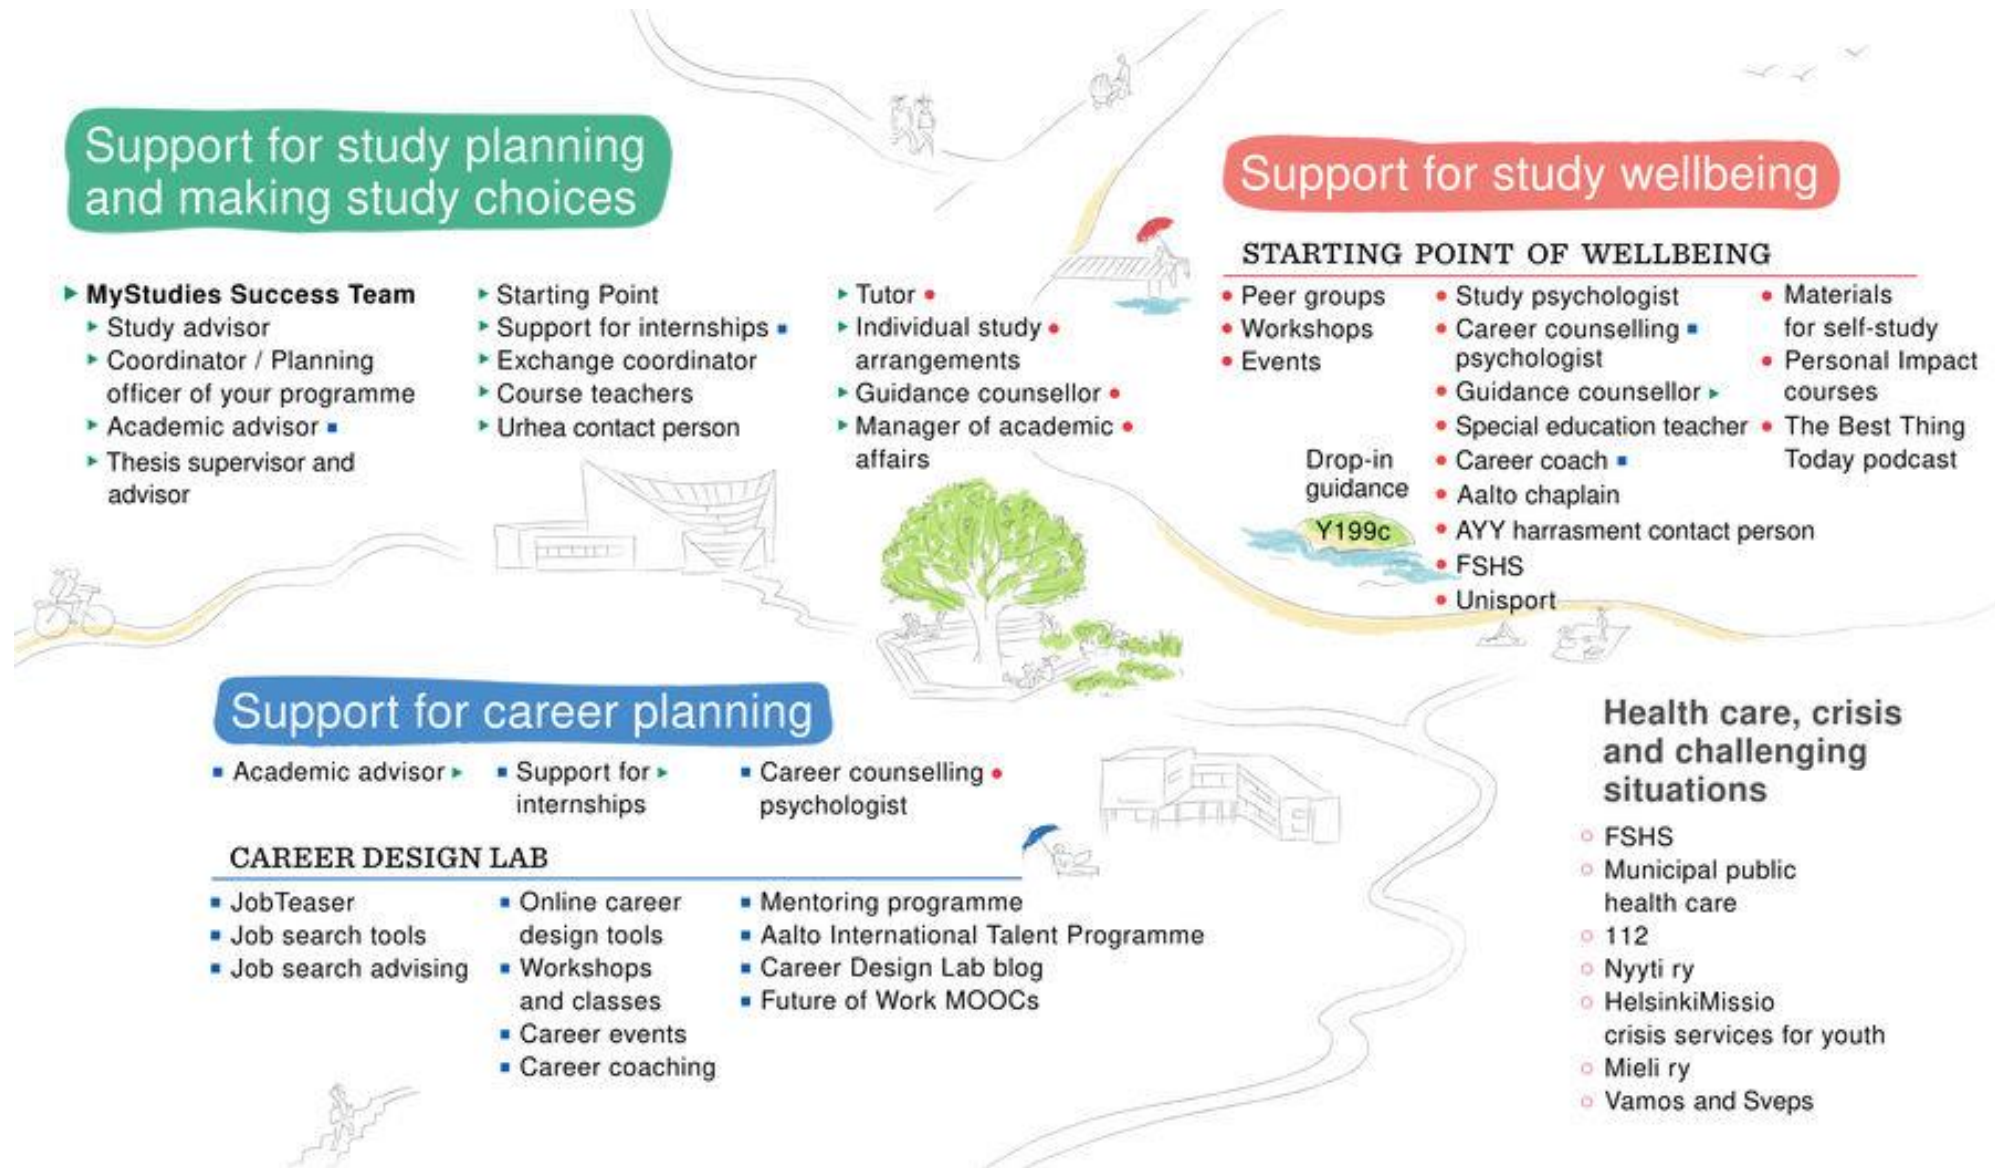 Support for study planning
and making study choices
MyStudies Success Team
Study advisor
Coordinator / Planning
officer of your programme
Academic advisor
Thesis supervisor and
advisor
Starting Point
Support for internships
Exchange coordinator
Course teachers
Urhea contact person
Tutor
Individual study
arrangements
Guidance counsellor
Manager of academic
affairs
Support for study wellbeing
STARTING POINT OF WELLBEING
Peer groups
Workshops
Events
Drop-in
guidance
Y199c
Study psychologist
Career counselling
psychologist
Guidance counsellor
Special education teacher
Career coach
Aalto chaplain
AYY harrasment contact person
FSHS
Unisport
Materials
for self-study
Personal Impact
courses
The Best Thing
Today podcast
Support for career planning
Academic advisor
Support for
internships
Career counselling
psychologist
CAREER DESIGN LAB
JobTeaser
Job search tools
Job search advising
Online career
design tools
Workshops
and classes
Career events
Career coaching
Mentoring programme
Aalto International Talent Programme
Career Design Lab blog
Future of Work MOOCs
Health care, crisis
and challenging
situations
FSHS
Municipal public
health care
112
Nyyti ry
HelsinkiMissio
crisis services for youth
Mieli ry
Vamos and Sveps